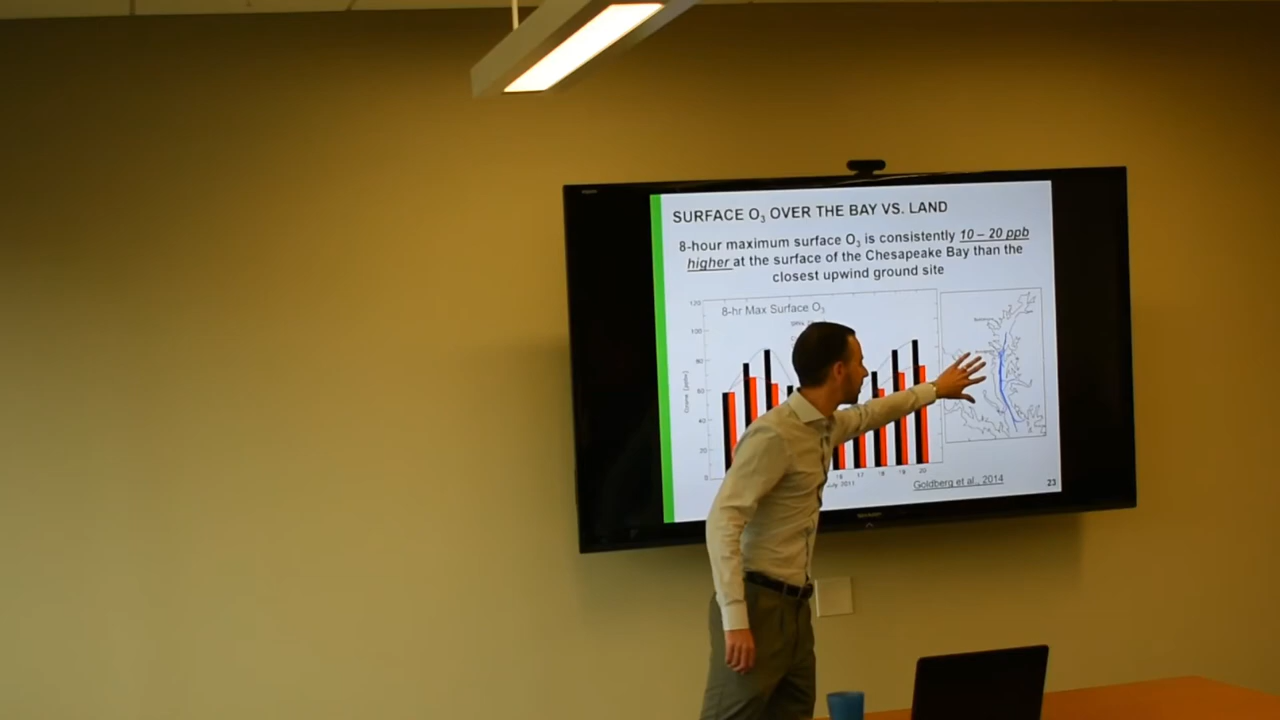 SURFACE O3 OVER THE BAY VS. LAND
8-hour maximum surface O3 is consistently 10 – 20 ppb
higher at the surface of the Chesapeake Bay than the
closest upwind ground site
8-hr Max Surface O3
120
100
80
60
40
20
0
16 17 18 19 20
July 2011
Goldberg et al., 2014
23
SHARP